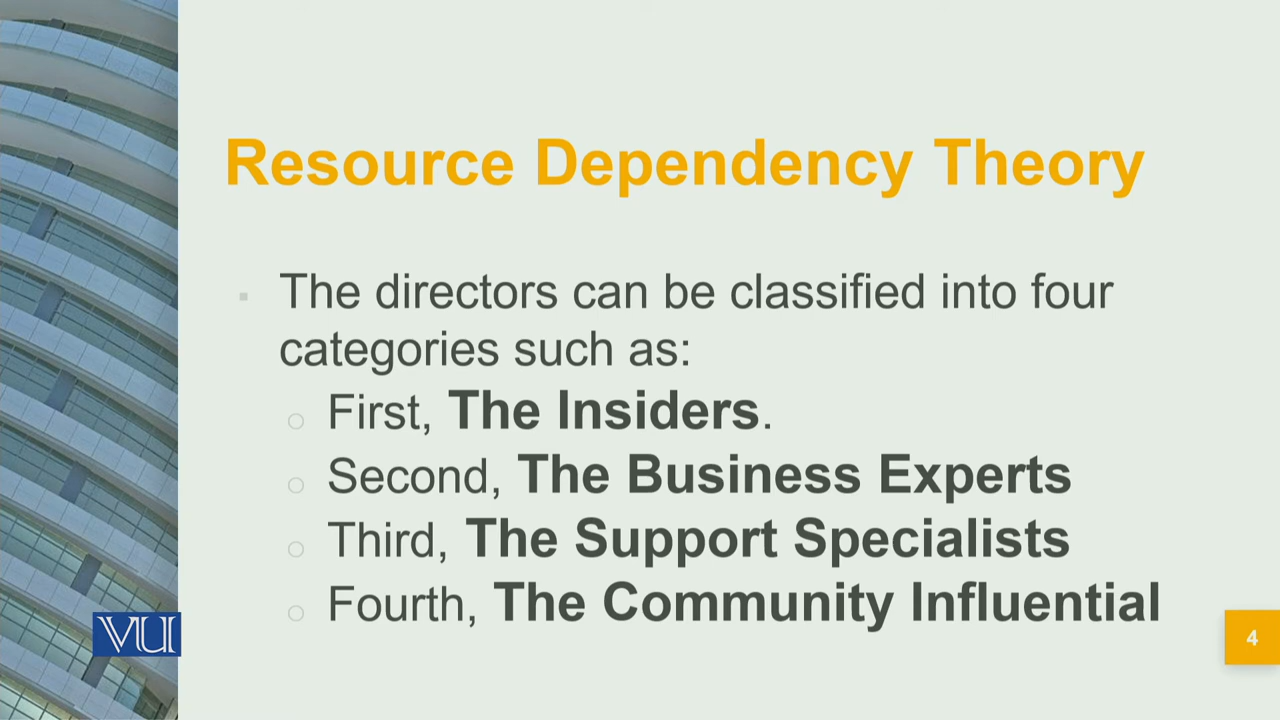 Resource Dependency Theory
▪ The directors can be classified into four
categories such as:
o First, The Insiders.
o Second, The Business Experts
o Third, The Support Specialists
o Fourth, The Community Influential
VU
4